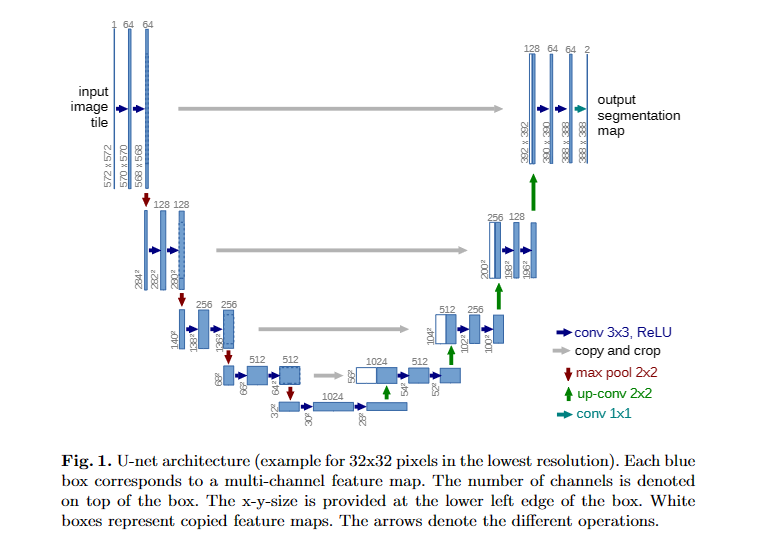 1 64 64
128 64 64 2
input
image
tile
output
segmentation
map
572 x 572
570 x 570
568 x 568
392 x 392
390 x 390
388 x 388
388 x 388
128 128
256 128
284²
282²
280²
200²
198²
196²
256 256
512 256
140²
138²
136²
104²
102²
100²
512 512
1024 512
68²
66²
64²
56²
54²
52²
1024
32²
30²
28²
conv 3x3, ReLU
copy and crop
max pool 2x2
up-conv 2x2
conv 1x1
Fig. 1. U-net architecture (example for 32x32 pixels in the lowest resolution). Each blue
box corresponds to a multi-channel feature map. The number of channels is denoted
on top of the box. The x-y-size is provided at the lower left edge of the box. White
boxes represent copied feature maps. The arrows denote the different operations.